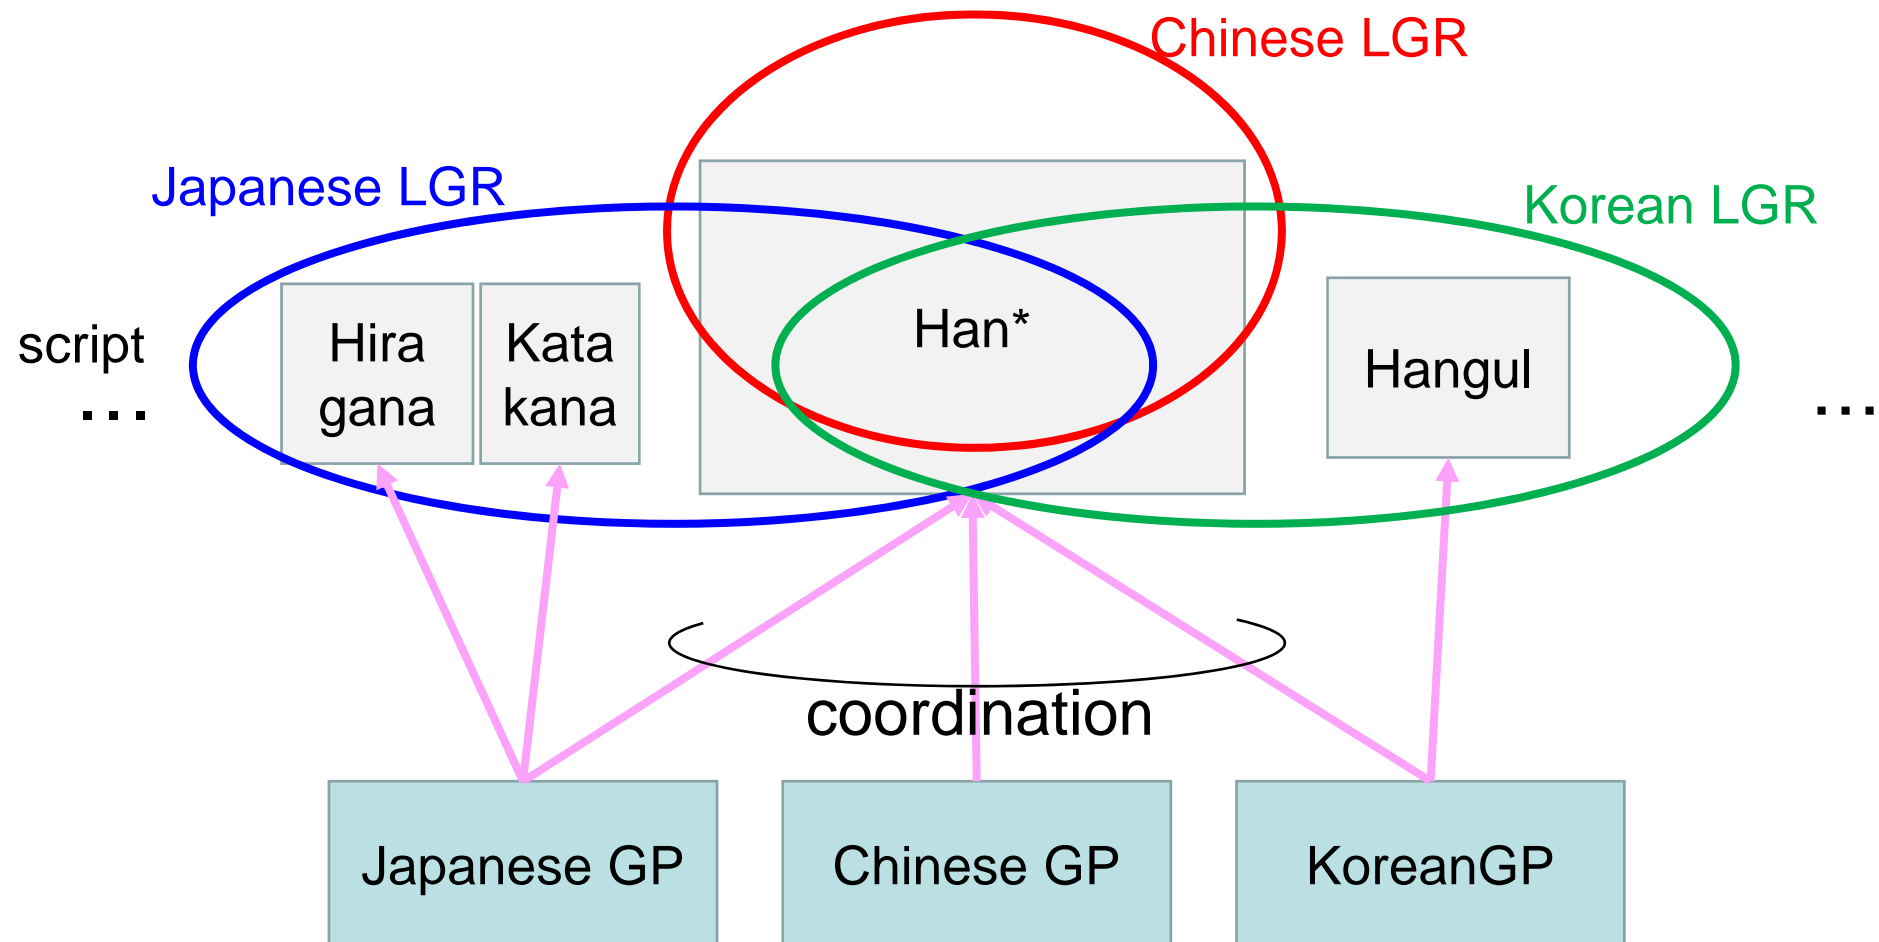 Chinese LGR
Japanese LGR
Korean LGR
script
...
Hira
gana
Kata
kana
Han*
Hangul
...
coordination
Japanese GP
Chinese GP
KoreanGP